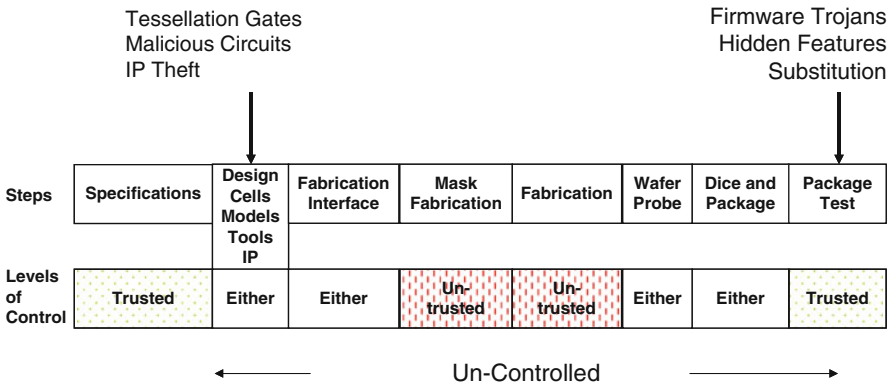 Tessellation Gates
Malicious Circuits
IP Theft
Firmware Trojans
Hidden Features
Substitution
Steps
Specifications
Design
Cells
Models
Tools
IP
Fabrication
Interface
Mask
Fabrication
Fabrication
Wafer
Probe
Dice and
Package
Package
Test
Levels
of
Control
Trusted
Either
Either
Un-
trusted
Un-
trusted
Either
Either
Trusted
Un-Controlled